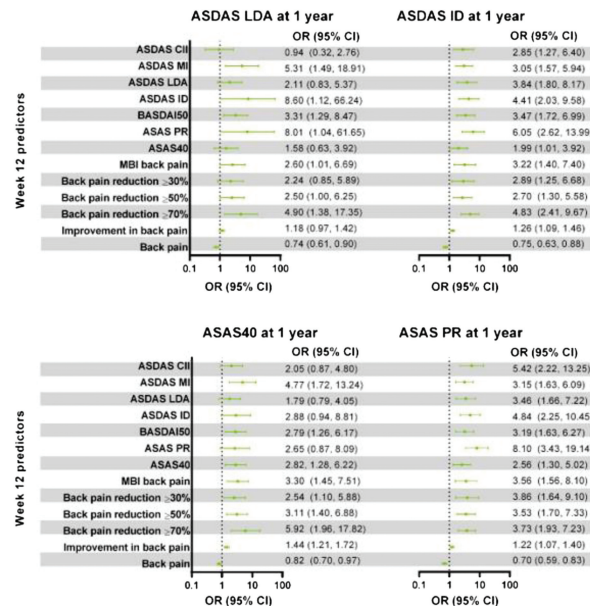 ASDAS LDA at 1 year ASDAS ID at 1 year
OR (95% CI) OR (95% CI)
ASDAS CII 0.94 (0.32, 2.76) 2.85 (1.27, 6.40)
ASDAS MI 5.31 (1.49, 18.91) 3.05 (1.57, 5.94)
ASDAS LDA 2.11 (0.83, 5.37) 3.84 (1.80, 8.17)
ASDAS ID 8.60 (1.12, 66.24) 4.41 (2.03, 9.58)
BASDAI50 3.31 (1.29, 8.47) 3.47 (1.72, 6.99)
ASAS PR 8.01 (1.04, 61.65) 6.05 (2.62, 13.99
ASAS40 1.58 (0.63, 3.92) 1.99 (1.01, 3.92)
MBI back pain 2.60 (1.01, 6.69) 3.22 (1.40, 7.40)
Back pain reduction ≥30% 2.24 (0.85, 5.89) 2.89 (1.25, 6.68)
Back pain reduction ≥50% 2.50 (1.00, 6.25) 2.70 (1.30, 5.58)
Back pain reduction ≥70% 4.90 (1.38, 17.35) 4.83 (2.41, 9.67)
Improvement in back pain 1.18 (0.97, 1.42) 1.26 (1.09, 1.46)
Back pain 0.74 (0.61, 0.90) 0.75, 0.63, 0.88)
Week 12 predictors
0.1 1 10 100 0.1 1 10 100
OR (95% CI) OR (95% CI)
ASAS40 at 1 year ASAS PR at 1 year
OR (95% CI) OR (95% CI)
ASDAS CII 2.05 (0.87, 4.80) 5.42 (2.22, 13.25)
ASDAS MI 4.77 (1.72, 13.24) 3.15 (1.63, 6.09)
ASDAS LDA 1.79 (0.79, 4.05) 3.46 (1.66, 7.22)
ASDAS ID 2.88 (0.94, 8.81) 4.84 (2.25, 10.45
BASDAI50 2.79 (1.26, 6.17) 3.19 (1.63, 6.27)
ASAS PR 2.65 (0.87, 8.09) 8.10 (3.43, 19.14
ASAS40 2.82, 1.28, 6.22) 2.56 (1.30, 5.02)
MBI back pain 3.30 (1.45, 7.51) 3.56 (1.56, 8.10)
Back pain reduction ≥30% 2.54 (1.10, 5.88) 3.86 (1.64, 9.10)
Back pain reduction ≥50% 3.11 (1.40, 6.88) 3.53 (1.70, 7.33)
Back pain reduction ≥70% 5.92 (1.96, 17.82) 3.73 (1.93, 7.23)
Improvement in back pain 1.44 (1.21, 1.72) 1.22 (1.07, 1.40)
Back pain 0.82 (0.70, 0.97) 0.70 (0.59, 0.83)
Week 12 predictors
0.1 1 10 100 0.1 1 10 100
OR (95% CI) OR (95% CI)